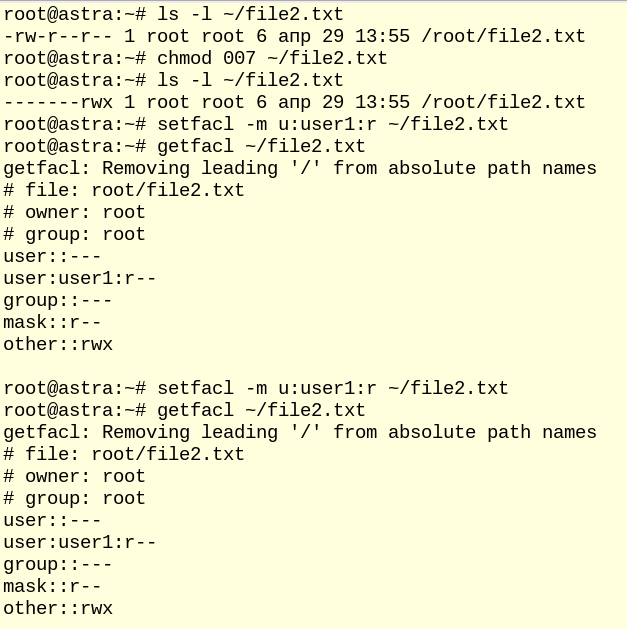 root@astra:~# ls -l ~/file2.txt
-rw-r--r-- 1 root root 6 апр 29 13:55 /root/file2.txt
root@astra:~# chmod 007 ~/file2.txt
root@astra:~# ls -l ~/file2.txt
-------rwx 1 root root 6 апр 29 13:55 /root/file2.txt
root@astra:~# setfacl -m u:user1:r ~/file2.txt
root@astra:~# getfacl ~/file2.txt
getfacl: Removing leading '/' from absolute path names
# file: root/file2.txt
# owner: root
# group: root
user::---
user:user1:r--
group::---
mask::r--
other::rwx

root@astra:~# setfacl -m u:user1:r ~/file2.txt
root@astra:~# getfacl ~/file2.txt
getfacl: Removing leading '/' from absolute path names
# file: root/file2.txt
# owner: root
# group: root
user::---
user:user1:r--
group::---
mask::r--
other::rwx